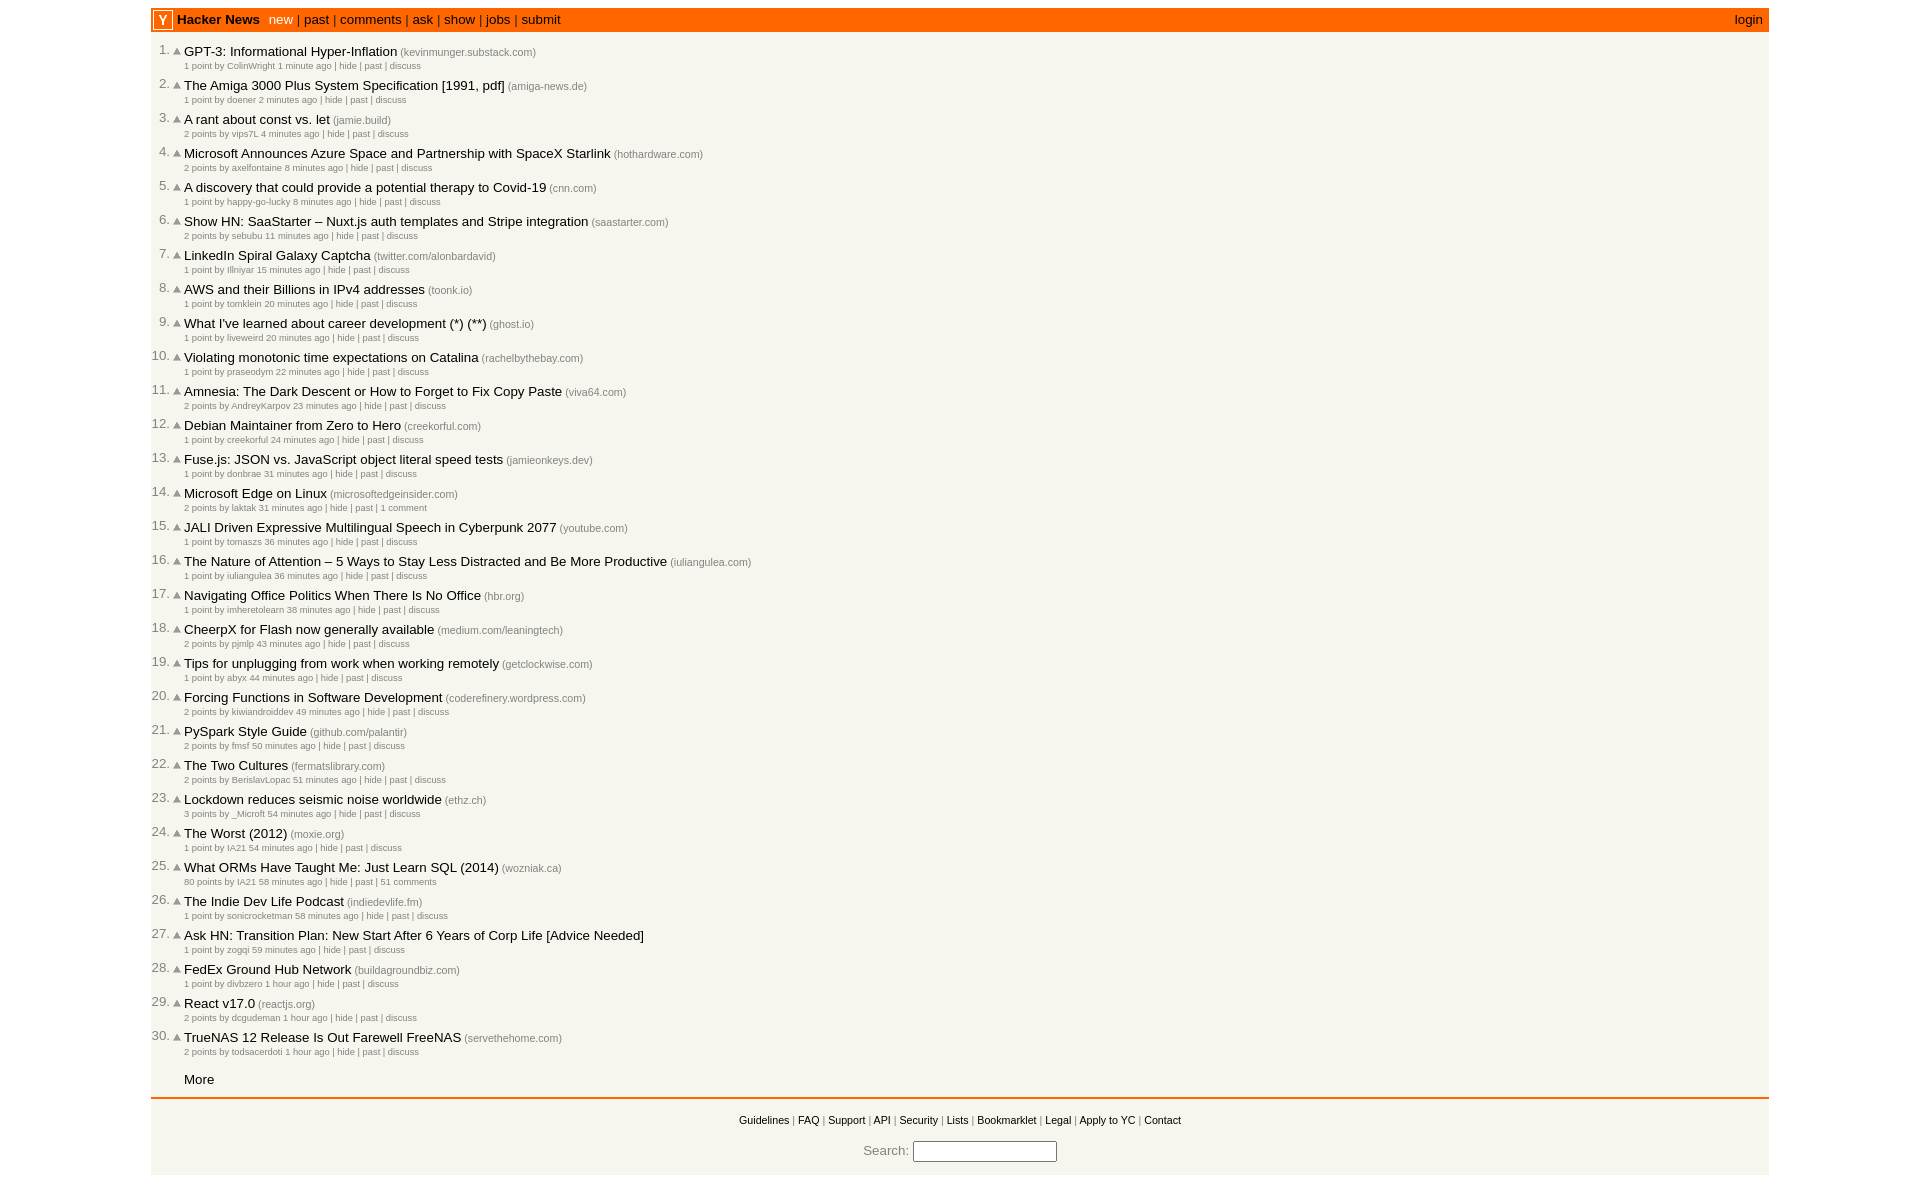 Y Hacker News new | past | comments | ask | show | jobs | submit login
1. GPT-3: Informational Hyper-Inflation (kevinmunger.substack.com)
1 point by ColinWright 1 minute ago | hide | past | discuss
2. The Amiga 3000 Plus System Specification [1991, pdf] (amiga-news.de)
1 point by doener 2 minutes ago | hide | past | discuss
3. A rant about const vs. let (jamie.build)
2 points by vips7L 4 minutes ago | hide | past | discuss
4. Microsoft Announces Azure Space and Partnership with SpaceX Starlink (hothardware.com)
2 points by axelfontaine 8 minutes ago | hide | past | discuss
5. A discovery that could provide a potential therapy to Covid-19 (cnn.com)
1 point by happy-go-lucky 8 minutes ago | hide | past | discuss
6. Show HN: SaaStarter – Nuxt.js auth templates and Stripe integration (saastarter.com)
2 points by sebubu 11 minutes ago | hide | past | discuss
7. LinkedIn Spiral Galaxy Captcha (twitter.com/alonbardavid)
1 point by Illniyar 15 minutes ago | hide | past | discuss
8. AWS and their Billions in IPv4 addresses (toonk.io)
1 point by tomklein 20 minutes ago | hide | past | discuss
9. What I've learned about career development (*) (**) (ghost.io)
1 point by liveweird 20 minutes ago | hide | past | discuss
10. Violating monotonic time expectations on Catalina (rachelbythebay.com)
1 point by praseodym 22 minutes ago | hide | past | discuss
11. Amnesia: The Dark Descent or How to Forget to Fix Copy Paste (viva64.com)
2 points by AndreyKarpov 23 minutes ago | hide | past | discuss
12. Debian Maintainer from Zero to Hero (creekorful.com)
1 point by creekorful 24 minutes ago | hide | past | discuss
13. Fuse.js: JSON vs. JavaScript object literal speed tests (jamieonkeys.dev)
1 point by donbrae 31 minutes ago | hide | past | discuss
14. Microsoft Edge on Linux (microsoftedgeinsider.com)
2 points by laktak 31 minutes ago | hide | past | 1 comment
15. JALI Driven Expressive Multilingual Speech in Cyberpunk 2077 (youtube.com)
1 point by tomaszs 36 minutes ago | hide | past | discuss
16. The Nature of Attention – 5 Ways to Stay Less Distracted and Be More Productive (iuliangulea.com)
1 point by iuliangulea 36 minutes ago | hide | past | discuss
17. Navigating Office Politics When There Is No Office (hbr.org)
1 point by imheretolearn 38 minutes ago | hide | past | discuss
18. CheerpX for Flash now generally available (medium.com/leaningtech)
2 points by pjmlp 43 minutes ago | hide | past | discuss
19. Tips for unplugging from work when working remotely (getclockwise.com)
1 point by abyx 44 minutes ago | hide | past | discuss
20. Forcing Functions in Software Development (coderefinery.wordpress.com)
2 points by kiwiandroiddev 49 minutes ago | hide | past | discuss
21. PySpark Style Guide (github.com/palantir)
2 points by fmsf 50 minutes ago | hide | past | discuss
22. The Two Cultures (fermatslibrary.com)
2 points by BerislavLopac 51 minutes ago | hide | past | discuss
23. Lockdown reduces seismic noise worldwide (ethz.ch)
3 points by _Microft 54 minutes ago | hide | past | discuss
24. The Worst (2012) (moxie.org)
1 point by IA21 54 minutes ago | hide | past | discuss
25. What ORMs Have Taught Me: Just Learn SQL (2014) (wozniak.ca)
80 points by IA21 58 minutes ago | hide | past | 51 comments
26. The Indie Dev Life Podcast (indiedevlife.fm)
1 point by sonicrocketman 58 minutes ago | hide | past | discuss
27. Ask HN: Transition Plan: New Start After 6 Years of Corp Life [Advice Needed]
1 point by zogqi 59 minutes ago | hide | past | discuss
28. FedEx Ground Hub Network (buildagroundbiz.com)
1 point by divbzero 1 hour ago | hide | past | discuss
29. React v17.0 (reactjs.org)
2 points by dcgudeman 1 hour ago | hide | past | discuss
30. TrueNAS 12 Release Is Out Farewell FreeNAS (servethehome.com)
2 points by todsacerdoti 1 hour ago | hide | past | discuss
More
Guidelines | FAQ | Support | API | Security | Lists | Bookmarklet | Legal | Apply to YC | Contact
Search: